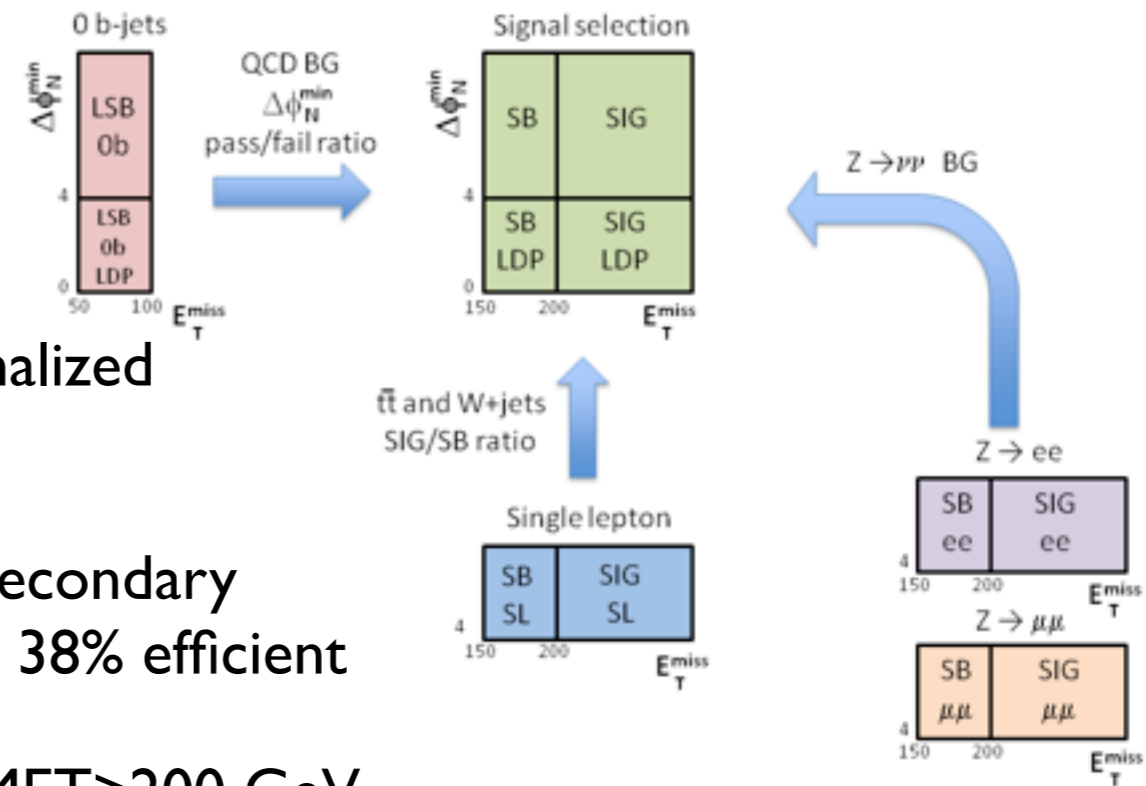 0 b-jets
Δϕ_N^min
LSB
0b
4
LSB
0b
LDP
0
50 100
E_T^miss
QCD BG
Δϕ_N^min
pass/fail ratio
Signal selection
Δϕ_N^min
SB SIG
4
SB SIG
LDP LDP
0
150 200
E_T^miss
Z →νν BG
nalized
tt̄ and W+jets
SIG/SB ratio
Single lepton
SB SIG
SL SL
4
150 200
E_T^miss
Z → ee
SB SIG
ee ee
4
150 200
E_T^miss
Z → μμ
SB SIG
μμ μμ
4
150 200
E_T^miss
econdary
38% efficient